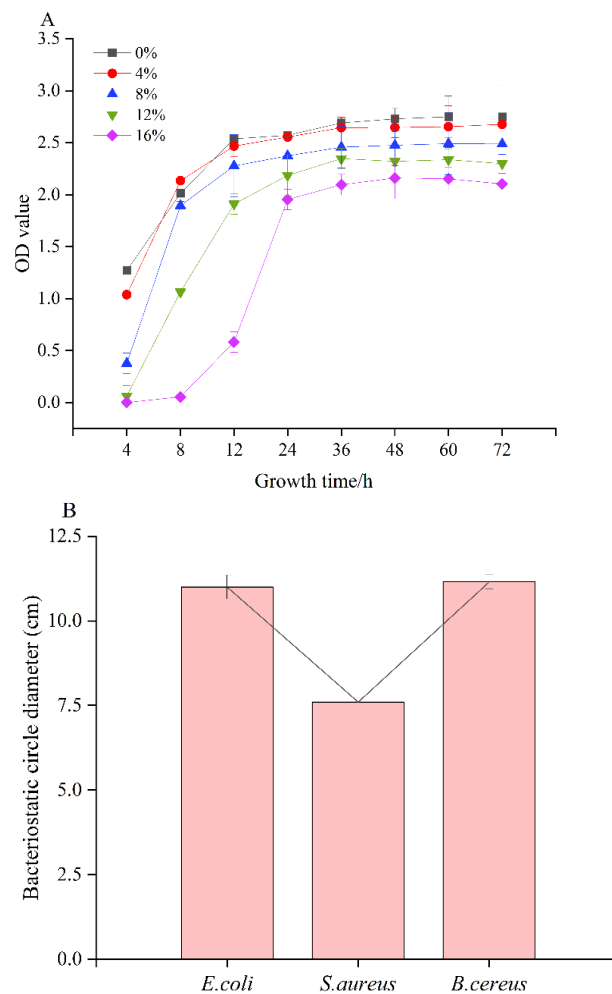 A
3.5
3.0
2.5
2.0
1.5
1.0
0.5
0.0
OD value
0%
4%
8%
12%
16%
4 8 12 24 36 48 60 72
Growth time/h
B
12.5
10.0
7.5
5.0
2.5
0.0
Bacteriostatic circle diameter (cm)
E.coli S.aureus B.cereus